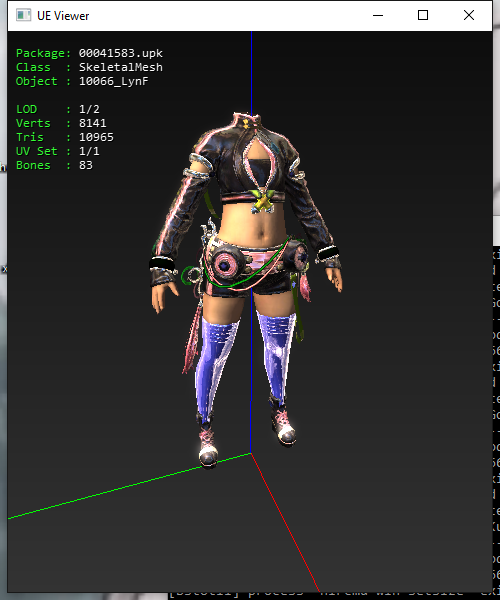 UE Viewer
Package: 00041583.upk
Class : SkeletalMesh
Object : 10066_LynF
LOD : 1/2
Verts : 8141
Tris : 10965
UV Set : 1/1
Bones : 83